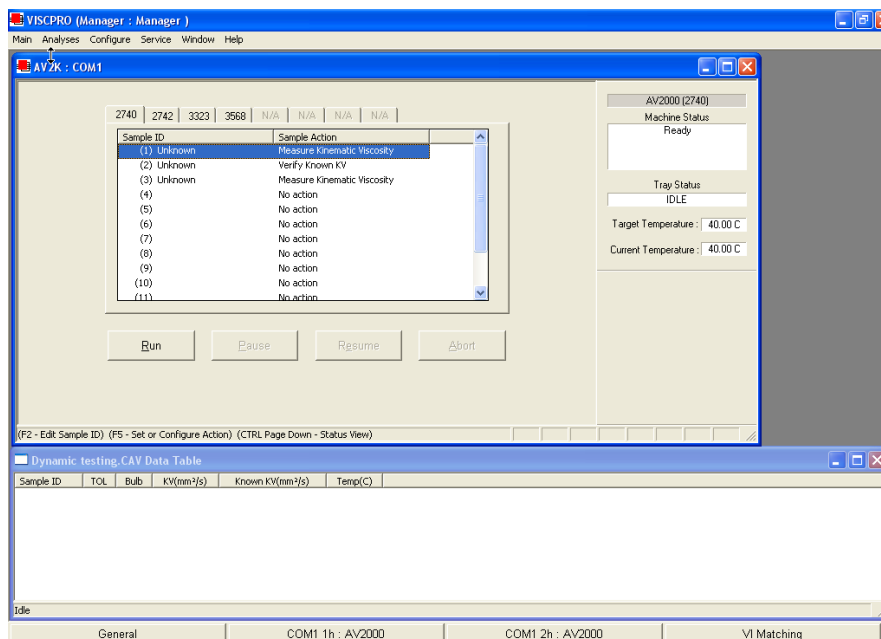 VISCPRO (Manager : Manager )
Main Analyses Configure Service Window Help
AV2K : COM1
2740 2742 3323 3568 N/A N/A N/A N/A
Sample ID Sample Action
(1) Unknown Measure Kinematic Viscosity
(2) Unknown Verify Known KV
(3) Unknown Measure Kinematic Viscosity
(4) No action
(5) No action
(6) No action
(7) No action
(8) No action
(9) No action
(10) No action
(11) No action
Run Pause Resume Abort
AV2000 (2740)
Machine Status
Ready
Tray Status
IDLE
Target Temperature : 40.00 C
Current Temperature : 40.00 C
(F2 - Edit Sample ID) (F5 - Set or Configure Action) (CTRL Page Down - Status View)
Dynamic testing.CAV Data Table
Sample ID TOL Bulb KV(mm²/s) Known KV(mm²/s) Temp(C)
Idle
General COM1 1h : AV2000 COM1 2h : AV2000 VI Matching